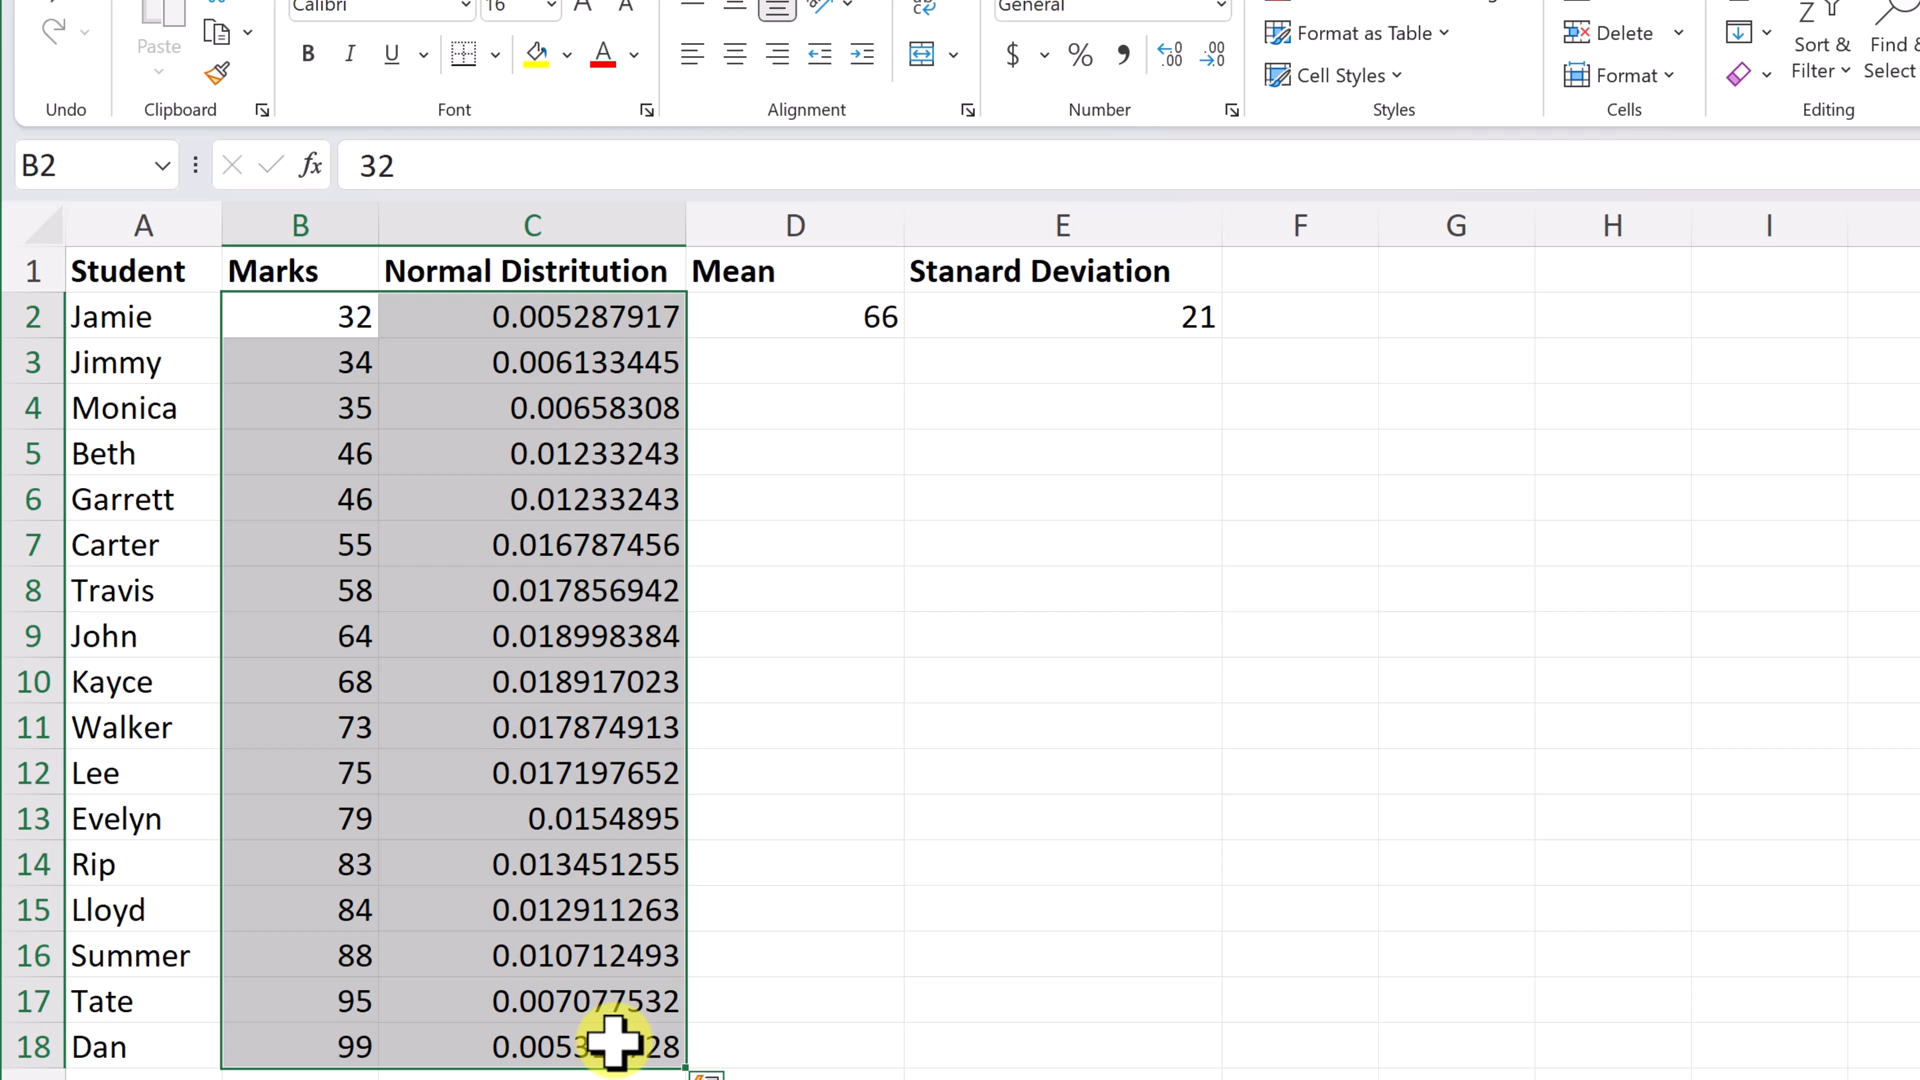 Calibri 16 General
Paste
B I U A $ % Format as Table Delete Sort & Find &
Cell Styles Format Filter Select
Undo Clipboard Font Alignment Number Styles Cells Editing
B2 fx 32
A B C D E F G H I
1 Student Marks Normal Distritution Mean Stanard Deviation
2 Jamie 32 0.005287917 66 21
3 Jimmy 34 0.006133445
4 Monica 35 0.00658308
5 Beth 46 0.01233243
6 Garrett 46 0.01233243
7 Carter 55 0.016787456
8 Travis 58 0.017856942
9 John 64 0.018998384
10 Kayce 68 0.018917023
11 Walker 73 0.017874913
12 Lee 75 0.017197652
13 Evelyn 79 0.0154895
14 Rip 83 0.013451255
15 Lloyd 84 0.012911263
16 Summer 88 0.010712493
17 Tate 95 0.007077532
18 Dan 99